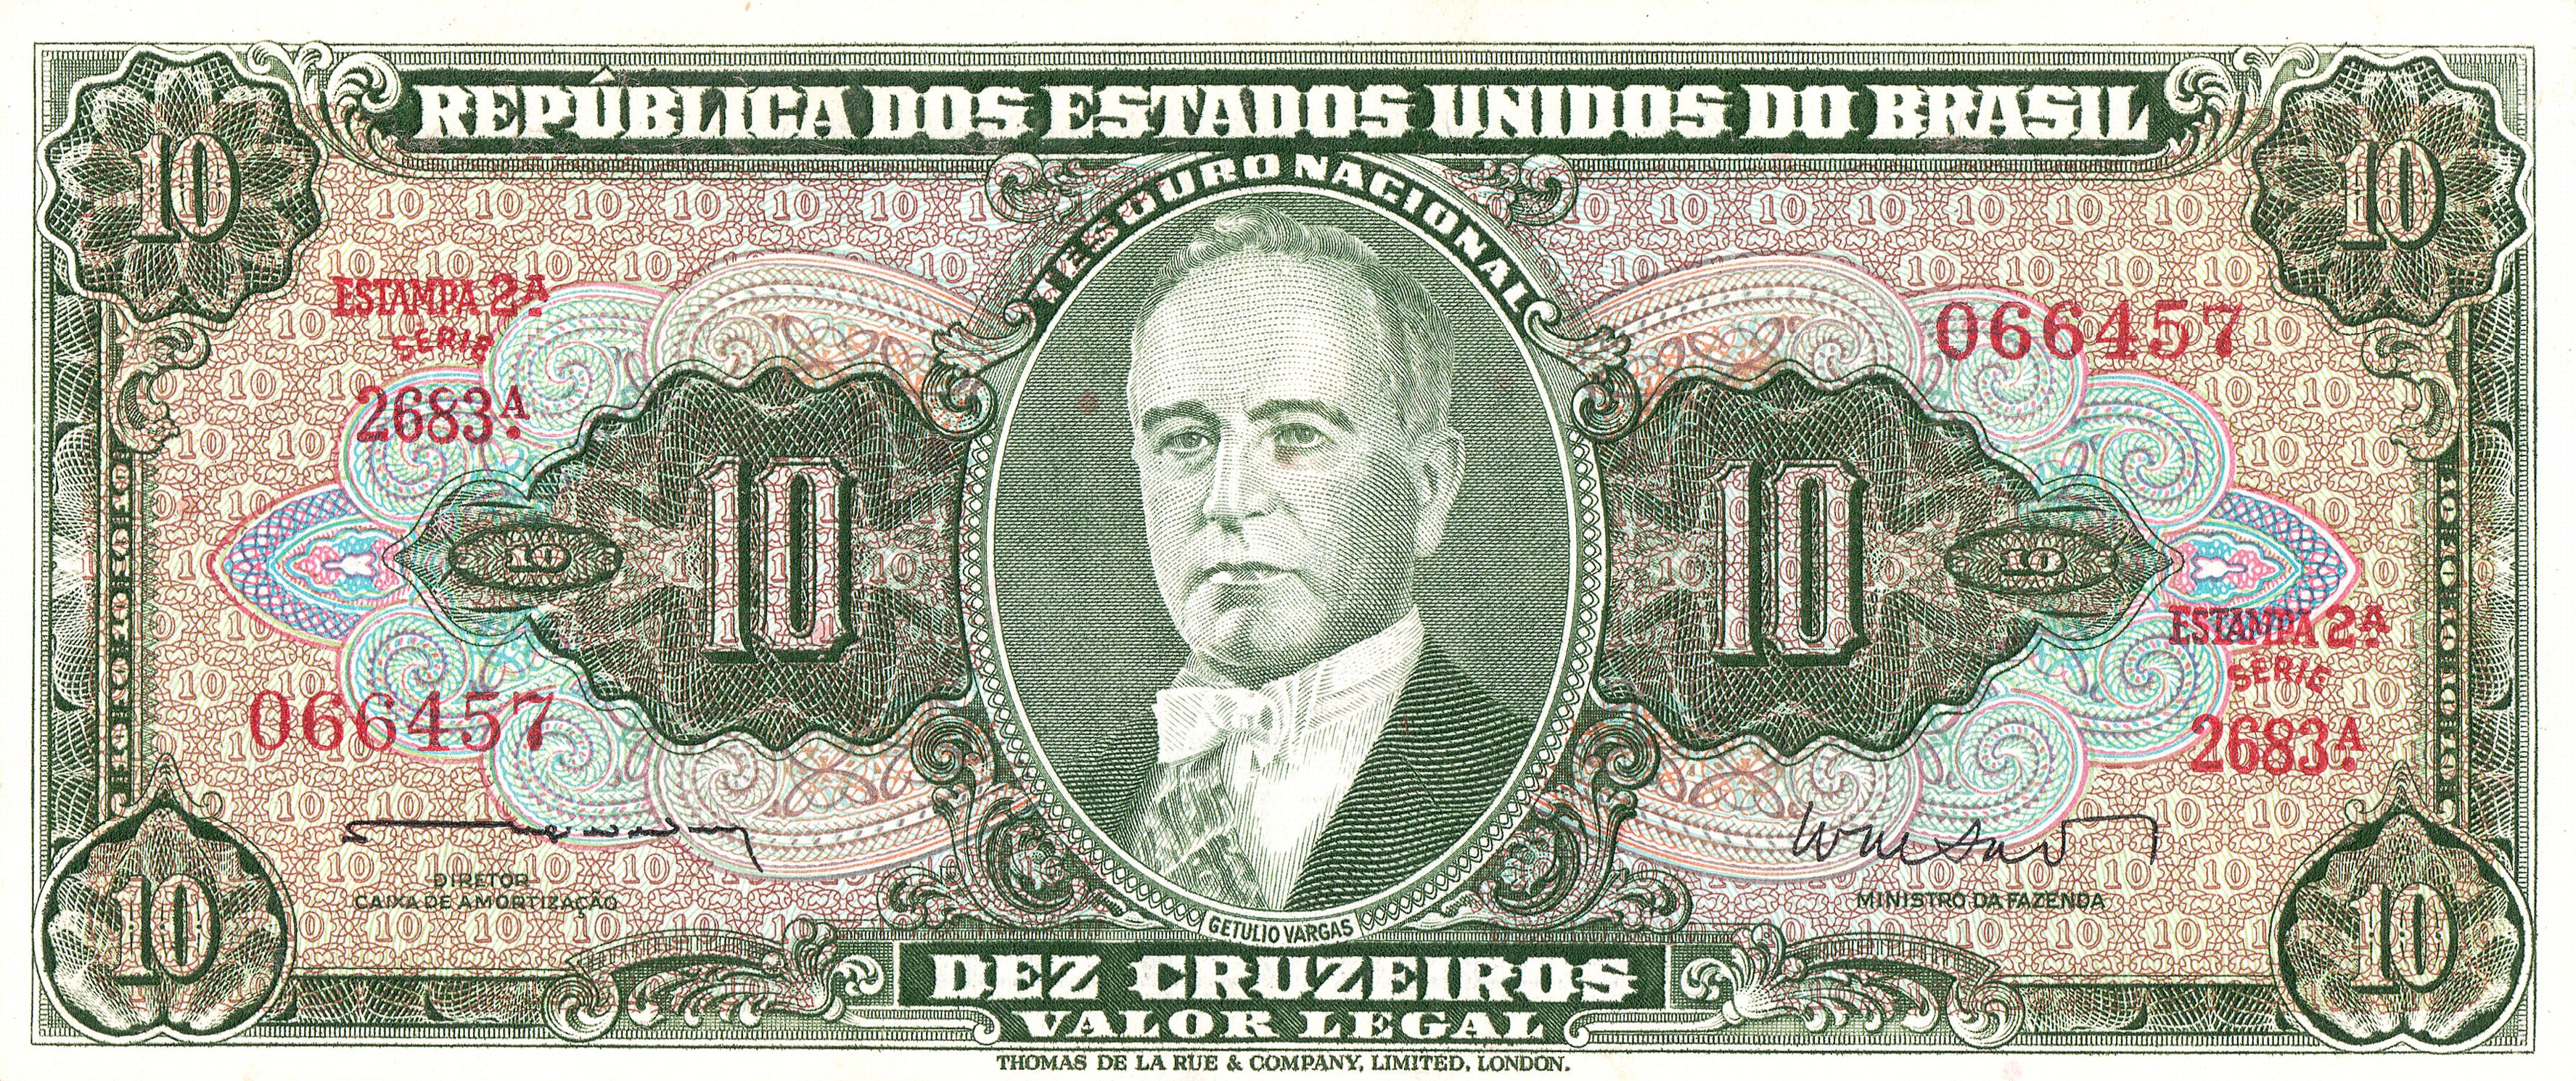 REPÚBLICA DOS ESTADOS UNIDOS DO BRASIL
TESOURO NACIONAL
10
10
ESTAMPA 2ª
SERIE
2683ª
066457
10
10
10
10
ESTAMPA 2ª
SERIE
2683ª
066457
DIRETOR
CAIXA DE AMORTIZAÇÃO
MINISTRO DA FAZENDA
GETULIO VARGAS
10
10
DEZ CRUZEIROS
VALOR LEGAL
THOMAS DE LA RUE & COMPANY, LIMITED, LONDON.